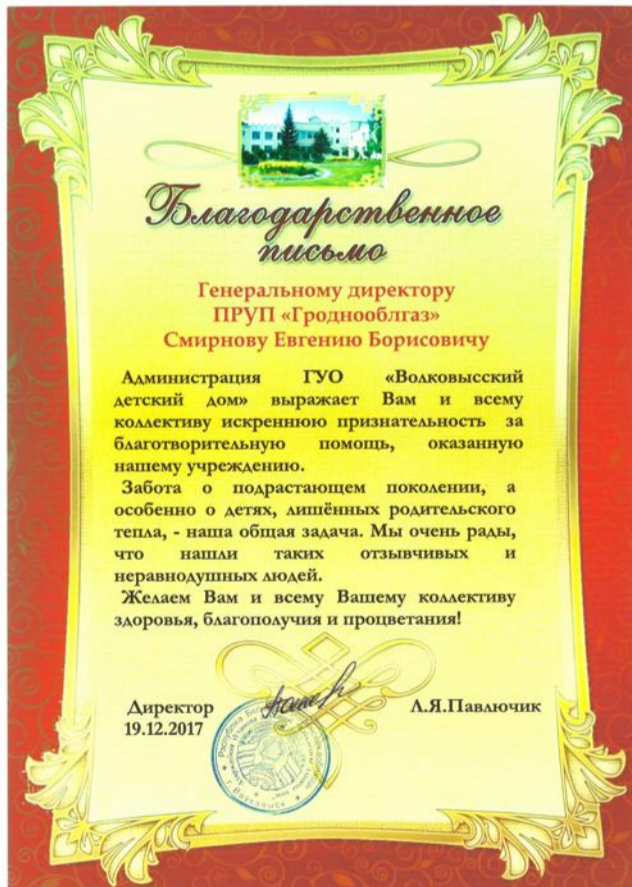 Благодарственное
письмо
Генеральному директору
ПРУП «Гроднооблгаз»
Смирнову Евгению Борисовичу
Администрация ГУО «Волковысский
детский дом» выражает Вам и всему
коллективу искреннюю признательность за
благотворительную помощь, оказанную
нашему учреждению.
Забота о подрастающем поколении, а
особенно о детях, лишённых родительского
тепла, - наша общая задача. Мы очень рады,
что нашли таких отзывчивых и
неравнодушных людей.
Желаем Вам и всему Вашему коллективу
здоровья, благополучия и процветания!
Директор Л.Я.Павлючик
19.12.2017